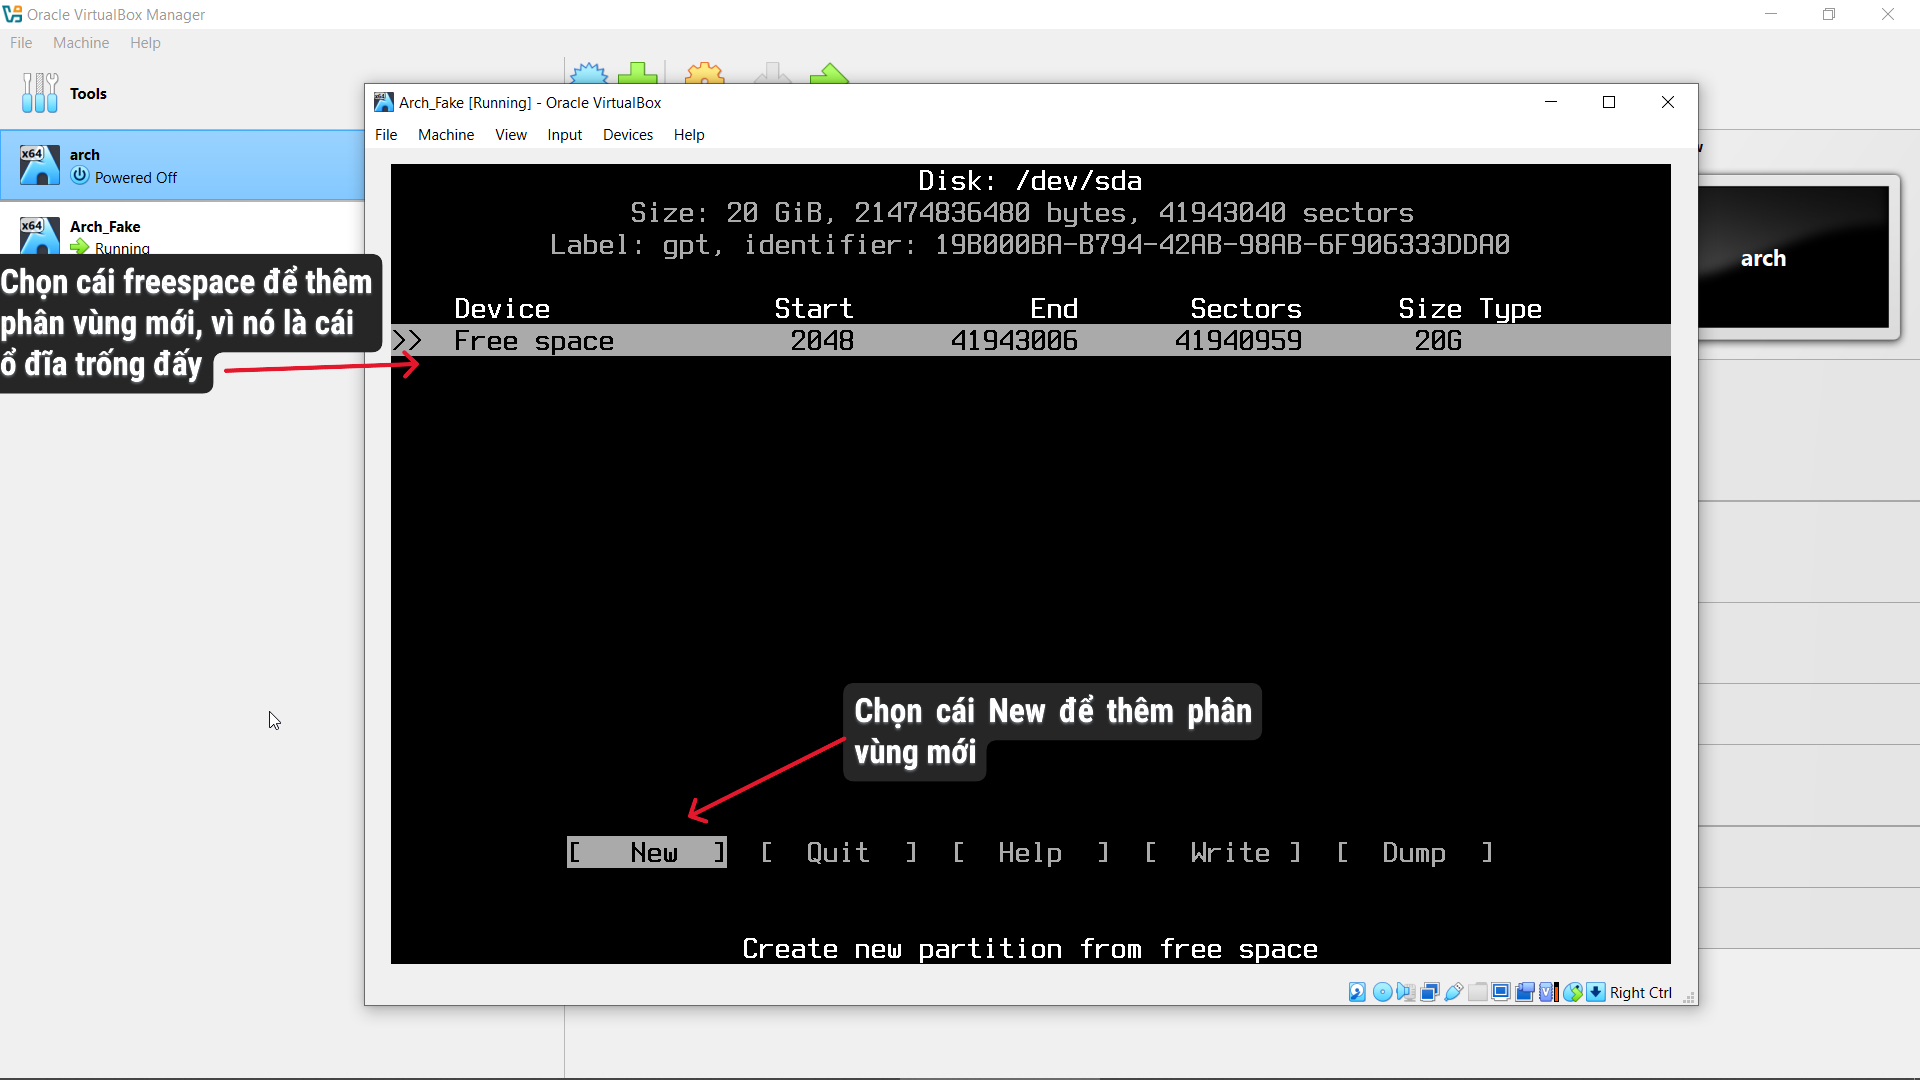 Oracle VirtualBox Manager
File Machine Help
Tools
x64 arch
Powered Off
x64 Arch_Fake
Running
Chọn cái freespace để thêm
phân vùng mới, vì nó là cái
ổ đĩa trống đấy
Arch_Fake [Running] - Oracle VirtualBox
File Machine View Input Devices Help
Disk: /dev/sda
Size: 20 GiB, 21474836480 bytes, 41943040 sectors
Label: gpt, identifier: 19B000BA-B794-42AB-98AB-6F906333DDA0
Device Start End Sectors Size Type
>> Free space 2048 41943006 41940959 20G
Chọn cái New để thêm phân
vùng mới
[ New ] [ Quit ] [ Help ] [ Write ] [ Dump ]
Create new partition from free space
Right Ctrl
arch